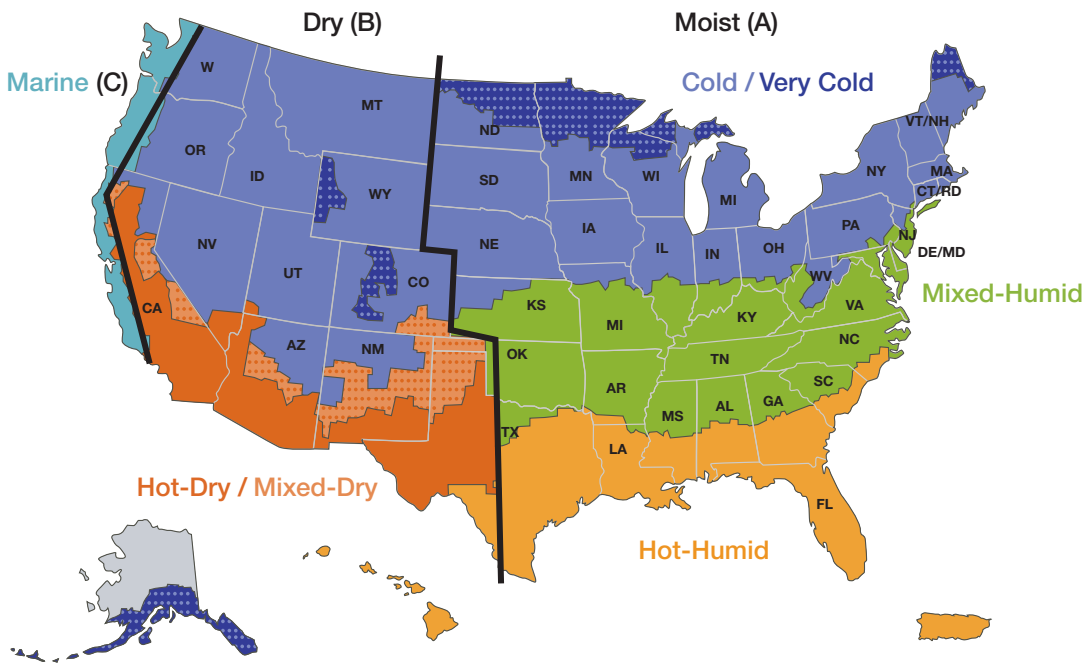 Dry (B)
Moist (A)
Marine (C)
Cold / Very Cold
W
MT
ND
VT/NH
OR
ID
WY
SD
MN
WI
MI
NY
MA
CT/RD
NV
UT
CO
NE
IA
IL
IN
OH
PA
NJ
DE/MD
WV
Mixed-Humid
CA
AZ
NM
KS
MI
KY
VA
OK
TN
NC
AR
MS
AL
GA
SC
TX
LA
FL
Hot-Dry / Mixed-Dry
Hot-Humid